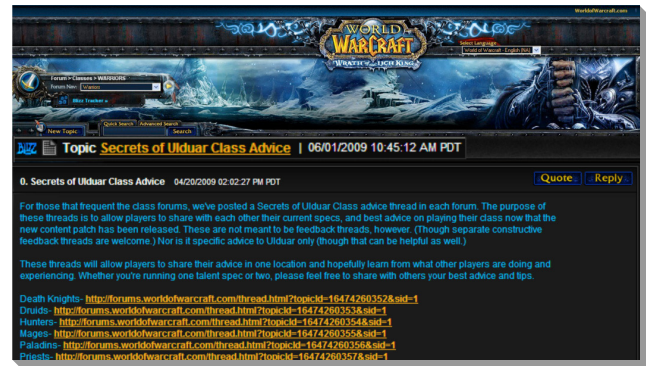 WorldofWarcraft.com
WORLD
OF
WARCRAFT
WRATH OF THE LICH KING
Select Language
World of Warcraft - English (NA)
Forum > Classes > WARRIORS
Forum Nav: Warriors
Blizz Tracker
Quick Search Advanced Search
New Topic
Search
BLIZZ Topic Secrets of Ulduar Class Advice | 06/01/2009 10:45:12 AM PDT
0. Secrets of Ulduar Class Advice 04/20/2009 02:02:27 PM PDT
Quote Reply
For those that frequent the class forums, we've posted a Secrets of Ulduar Class advice thread in each forum. The purpose of
these threads is to allow players to share with each other their current specs, and best advice on playing their class now that the
new content patch has been released. These are not meant to be feedback threads, however. (Though separate constructive
feedback threads are welcome.) Nor is it specific advice to Ulduar only (though that can be helpful as well.)
These threads will allow players to share their advice in one location and hopefully learn from what other players are doing and
experiencing. Whether you're running one talent spec or two, please feel free to share with others your best advice and tips.
Death Knights- http://forums.worldofwarcraft.com/thread.html?topicId=16474260352&sid=1
Druids- http://forums.worldofwarcraft.com/thread.html?topicId=16474260353&sid=1
Hunters- http://forums.worldofwarcraft.com/thread.html?topicId=16474260354&sid=1
Mages- http://forums.worldofwarcraft.com/thread.html?topicId=16474260355&sid=1
Paladins- http://forums.worldofwarcraft.com/thread.html?topicId=16474260356&sid=1
Priests- http://forums.worldofwarcraft.com/thread.html?topicId=16474260357&sid=1